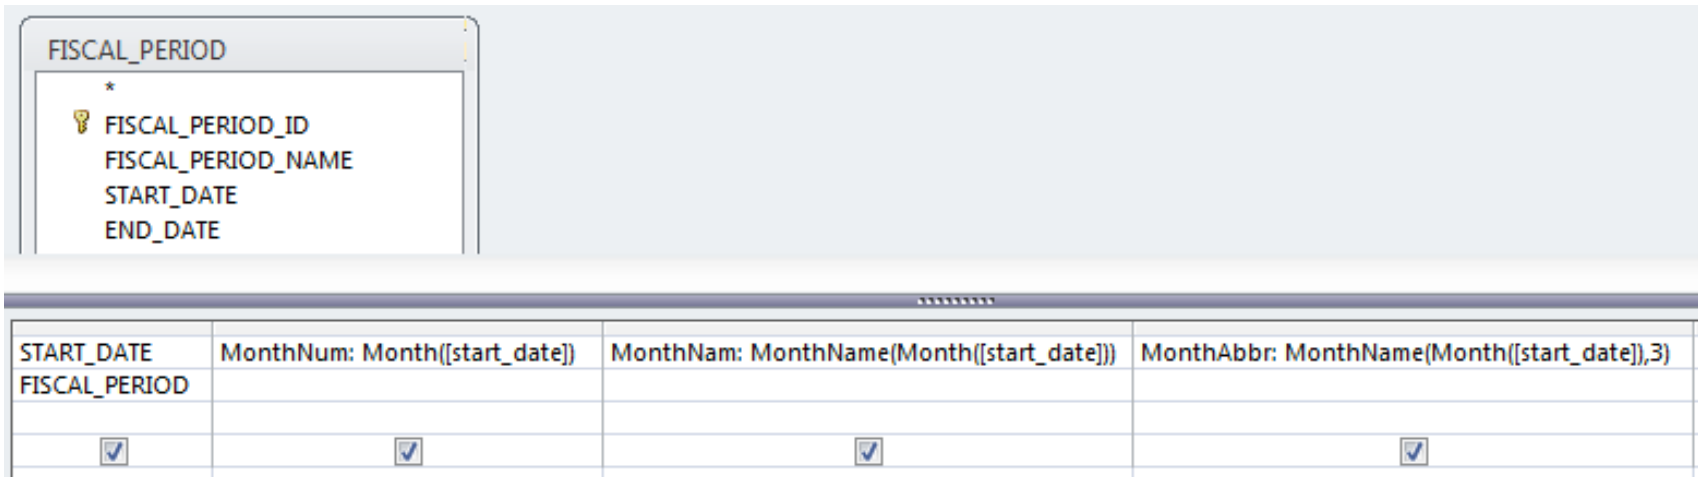 FISCAL_PERIOD
*
FISCAL_PERIOD_ID
FISCAL_PERIOD_NAME
START_DATE
END_DATE
START_DATE MonthNum: Month([start_date]) MonthNam: MonthName(Month([start_date])) MonthAbbr: MonthName(Month([start_date]),3)
FISCAL_PERIOD